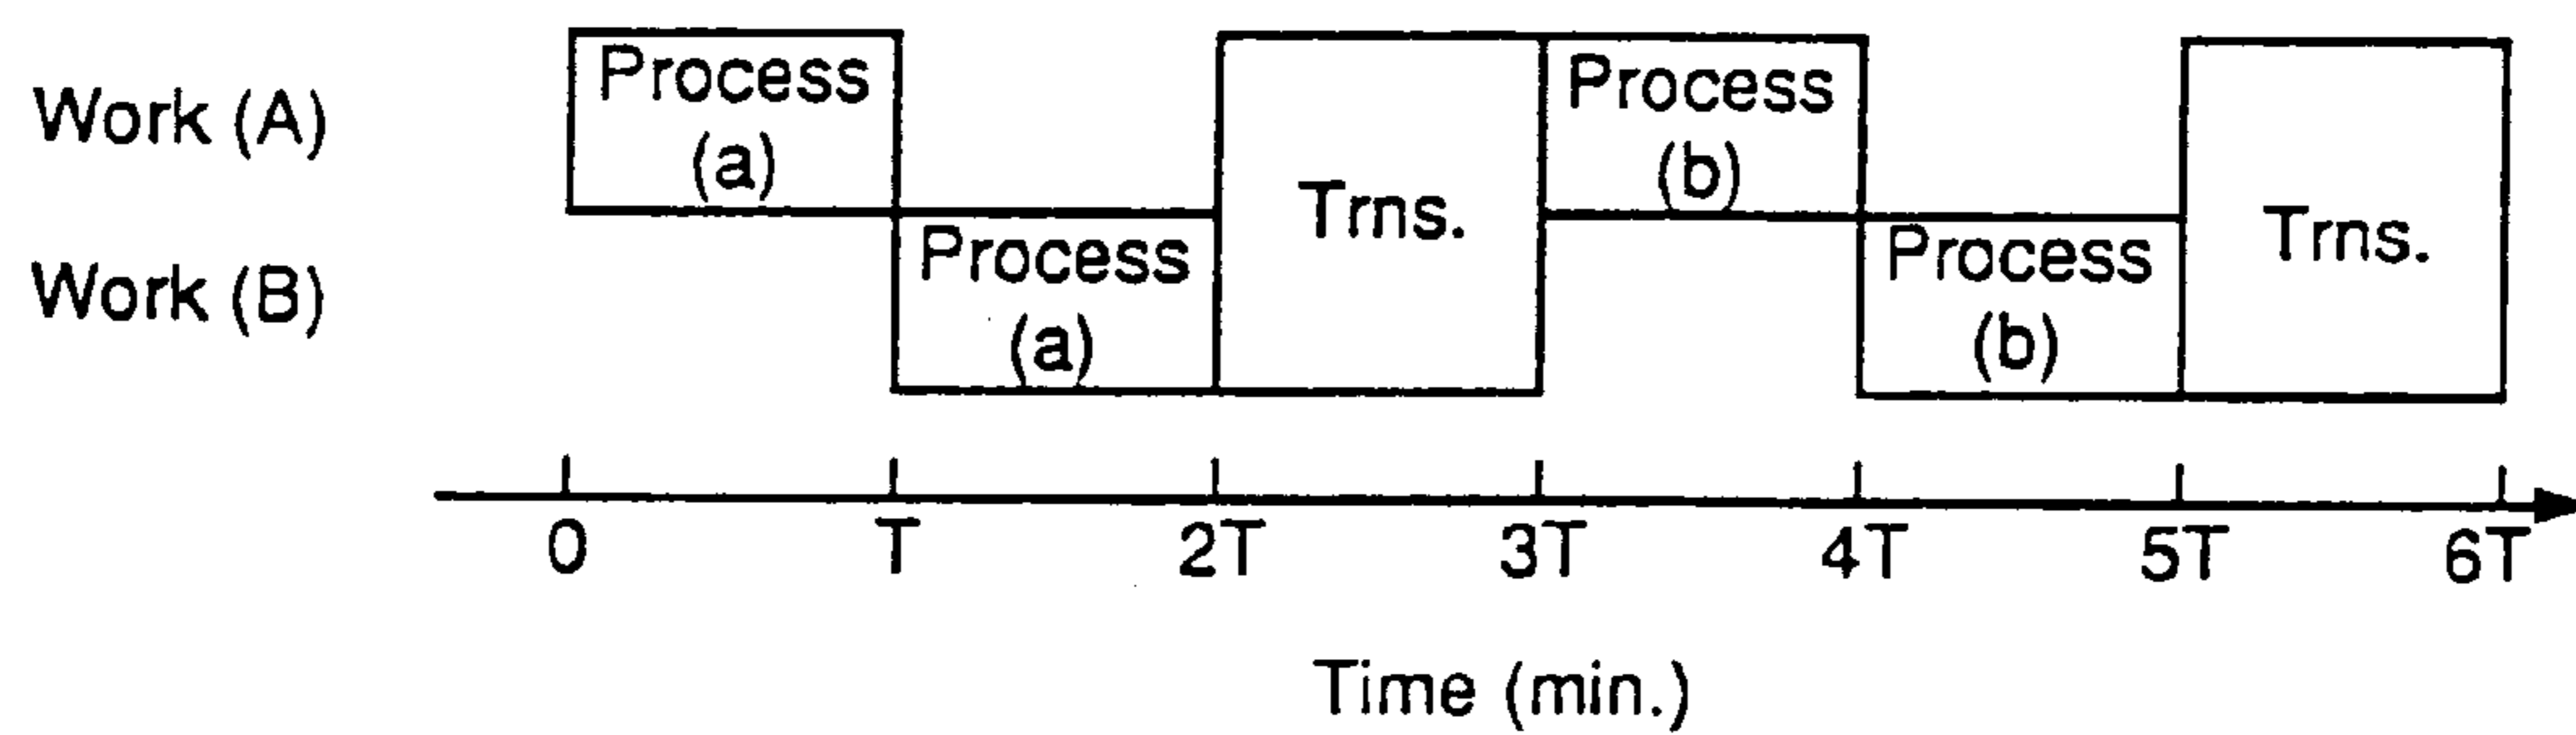 Work (A)
Process
(a)
Process
(b)
Trns.
Trns.
Work (B)
Process
(a)
Process
(b)
0 T 2T 3T 4T 5T 6T
Time (min.)